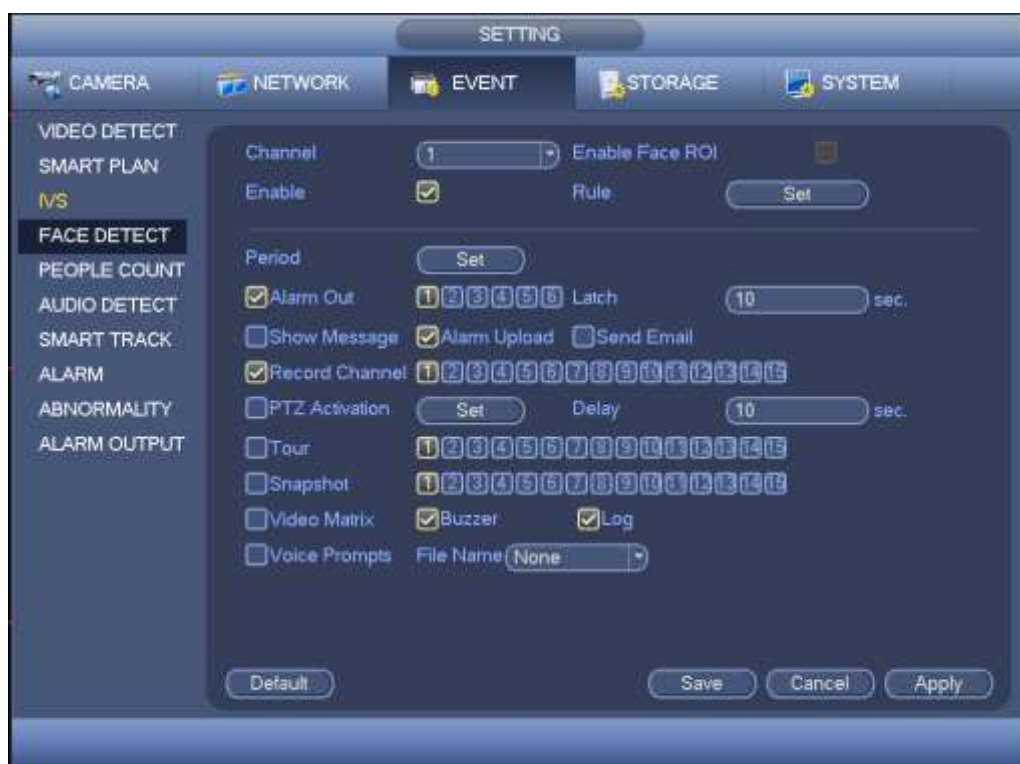 SETTING
CAMERA NETWORK EVENT STORAGE SYSTEM
VIDEO DETECT
SMART PLAN
IVS
FACE DETECT
PEOPLE COUNT
AUDIO DETECT
SMART TRACK
ALARM
ABNORMALITY
ALARM OUTPUT
Channel 1 Enable Face ROI
Enable Rule Set
Period Set
Alarm Out 1 2 3 4 5 6 Latch 10 sec.
Show Message Alarm Upload Send Email
Record Channel 1 2 3 4 5 6 7 8 9 10 11 12 13 14 15
PTZ Activation Set Delay 10 sec.
Tour 1 2 3 4 5 6 7 8 9 10 11 12 13 14 15
Snapshot 1 2 3 4 5 6 7 8 9 10 11 12 13 14 15
Video Matrix Buzzer Log
Voice Prompts File Name None
Default Save Cancel Apply